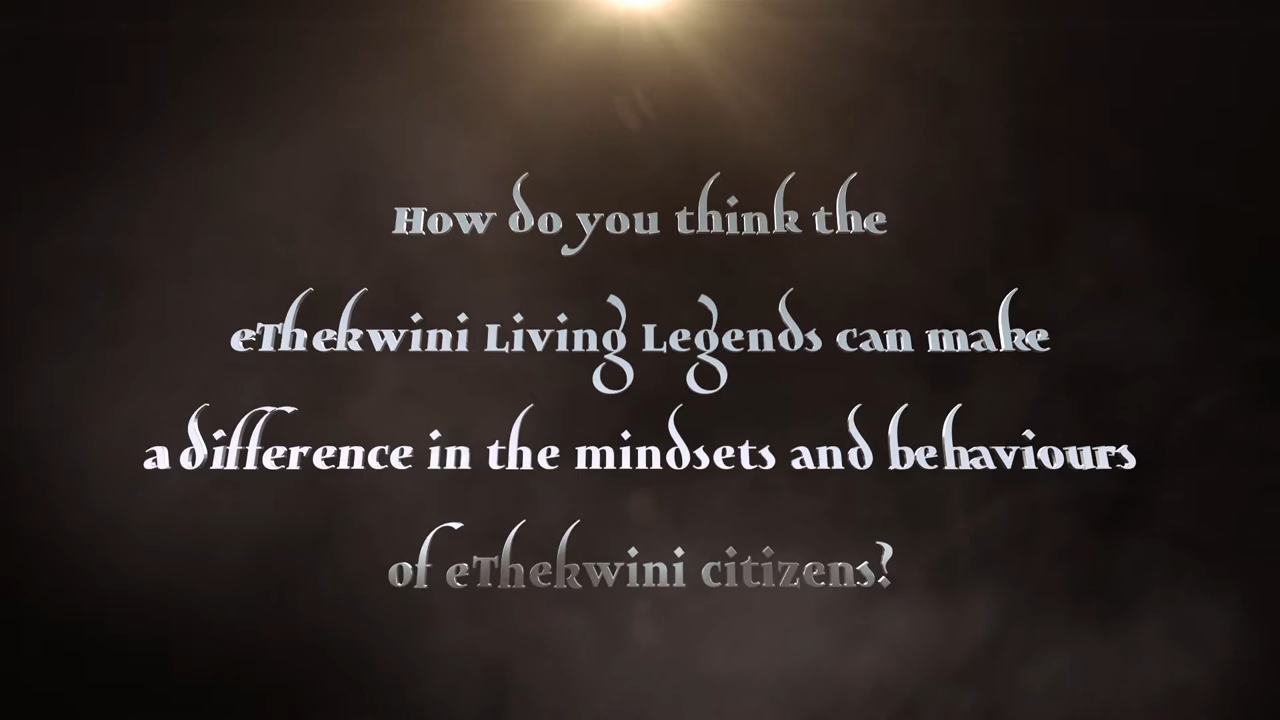 How do you think the
eThekwini Living Legends can make
a difference in the mindsets and behaviours
of eThekwini citizens?